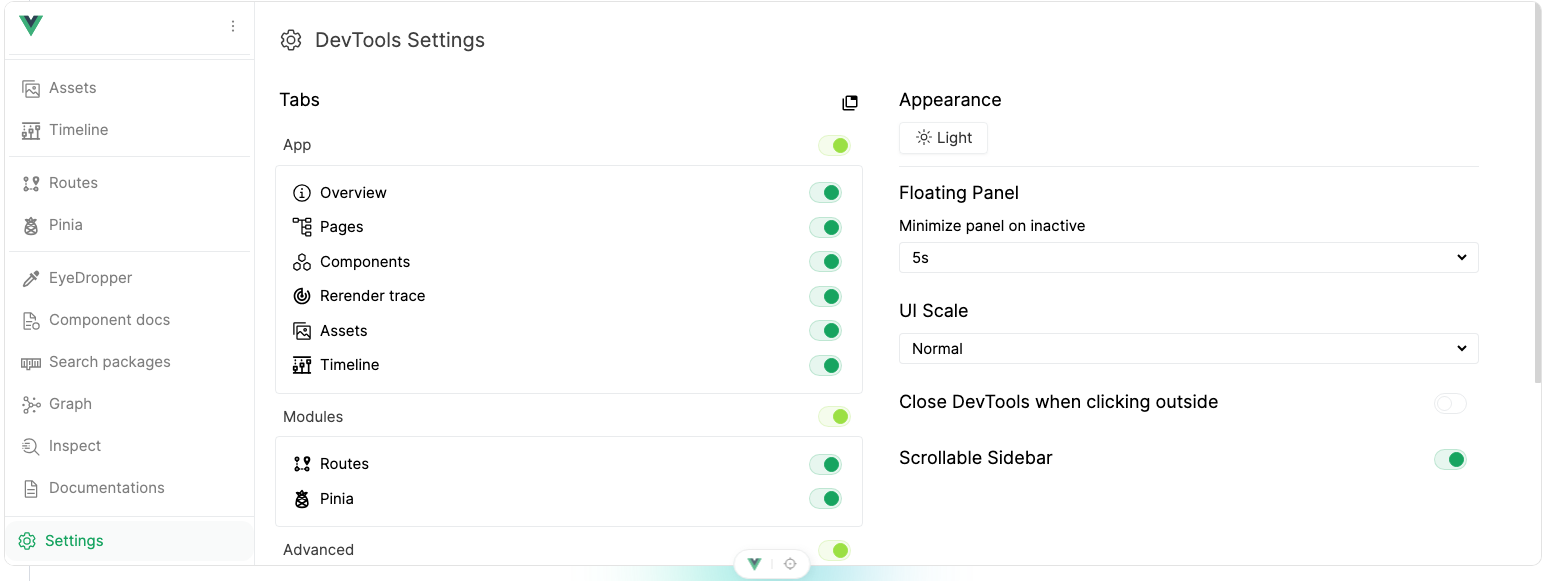 Assets
Timeline
Routes
Pinia
EyeDropper
Component docs
Search packages
Graph
Inspect
Documentations
Settings
DevTools Settings
Tabs
App
Overview
Pages
Components
Rerender trace
Assets
Timeline
Modules
Routes
Pinia
Advanced
Appearance
Light
Floating Panel
Minimize panel on inactive
5s
UI Scale
Normal
Close DevTools when clicking outside
Scrollable Sidebar